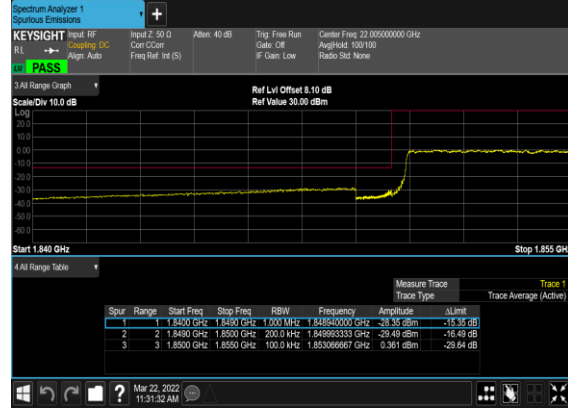 Spectrum Analyzer 1
Spurious Emissions
+
KEYSIGHT
RL
Input: RF
Coupling: DC
Align: Auto
Input Z: 50 Ω
Corr CCorr
Freq Ref: Int (S)
Atten: 40 dB
Trig: Free Run
Gate: Off
IF Gain: Low
Center Freq: 22.005000000 GHz
Avg|Hold: 100/100
Radio Std: None
PASS
3 All Range Graph
Scale/Div 10.0 dB
Ref Lvl Offset 8.10 dB
Ref Value 30.00 dBm
Log
20.0
10.0
0.00
-10.0
-20.0
-30.0
-40.0
-50.0
-60.0
Start 1.840 GHz
Stop 1.855 GH
4 All Range Table
Measure Trace Trace 1
Trace Type Trace Average (Active)
Spur Range Start Freq Stop Freq RBW Frequency Amplitude ΔLimit
1 1 1.8400 GHz 1.8490 GHz 1.000 MHz 1.848940000 GHz -28.35 dBm -15.35 dB
2 2 1.8490 GHz 1.8500 GHz 200.0 kHz 1.849993333 GHz -29.49 dBm -16.49 dB
3 3 1.8500 GHz 1.8550 GHz 100.0 kHz 1.853066667 GHz 0.361 dBm -29.64 dB
?
Mar 22, 2022
11:31:32 AM